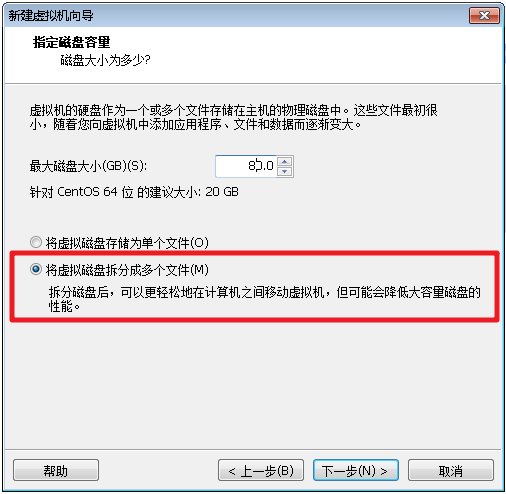 新建虚拟机向导
指定磁盘容量
磁盘大小为多少?
虚拟机的硬盘作为一个或多个文件存储在主机的物理磁盘中。这些文件最初很
小，随着您向虚拟机中添加应用程序、文件和数据而逐渐变大。
最大磁盘大小(GB)(S): 80.0
针对 CentOS 64 位 的建议大小: 20 GB
将虚拟磁盘存储为单个文件(O)
将虚拟磁盘拆分成多个文件(M)
拆分磁盘后，可以更轻松地在计算机之间移动虚拟机，但可能会降低大容量磁盘的
性能。
帮助 < 上一步(B) 下一步(N) > 取消